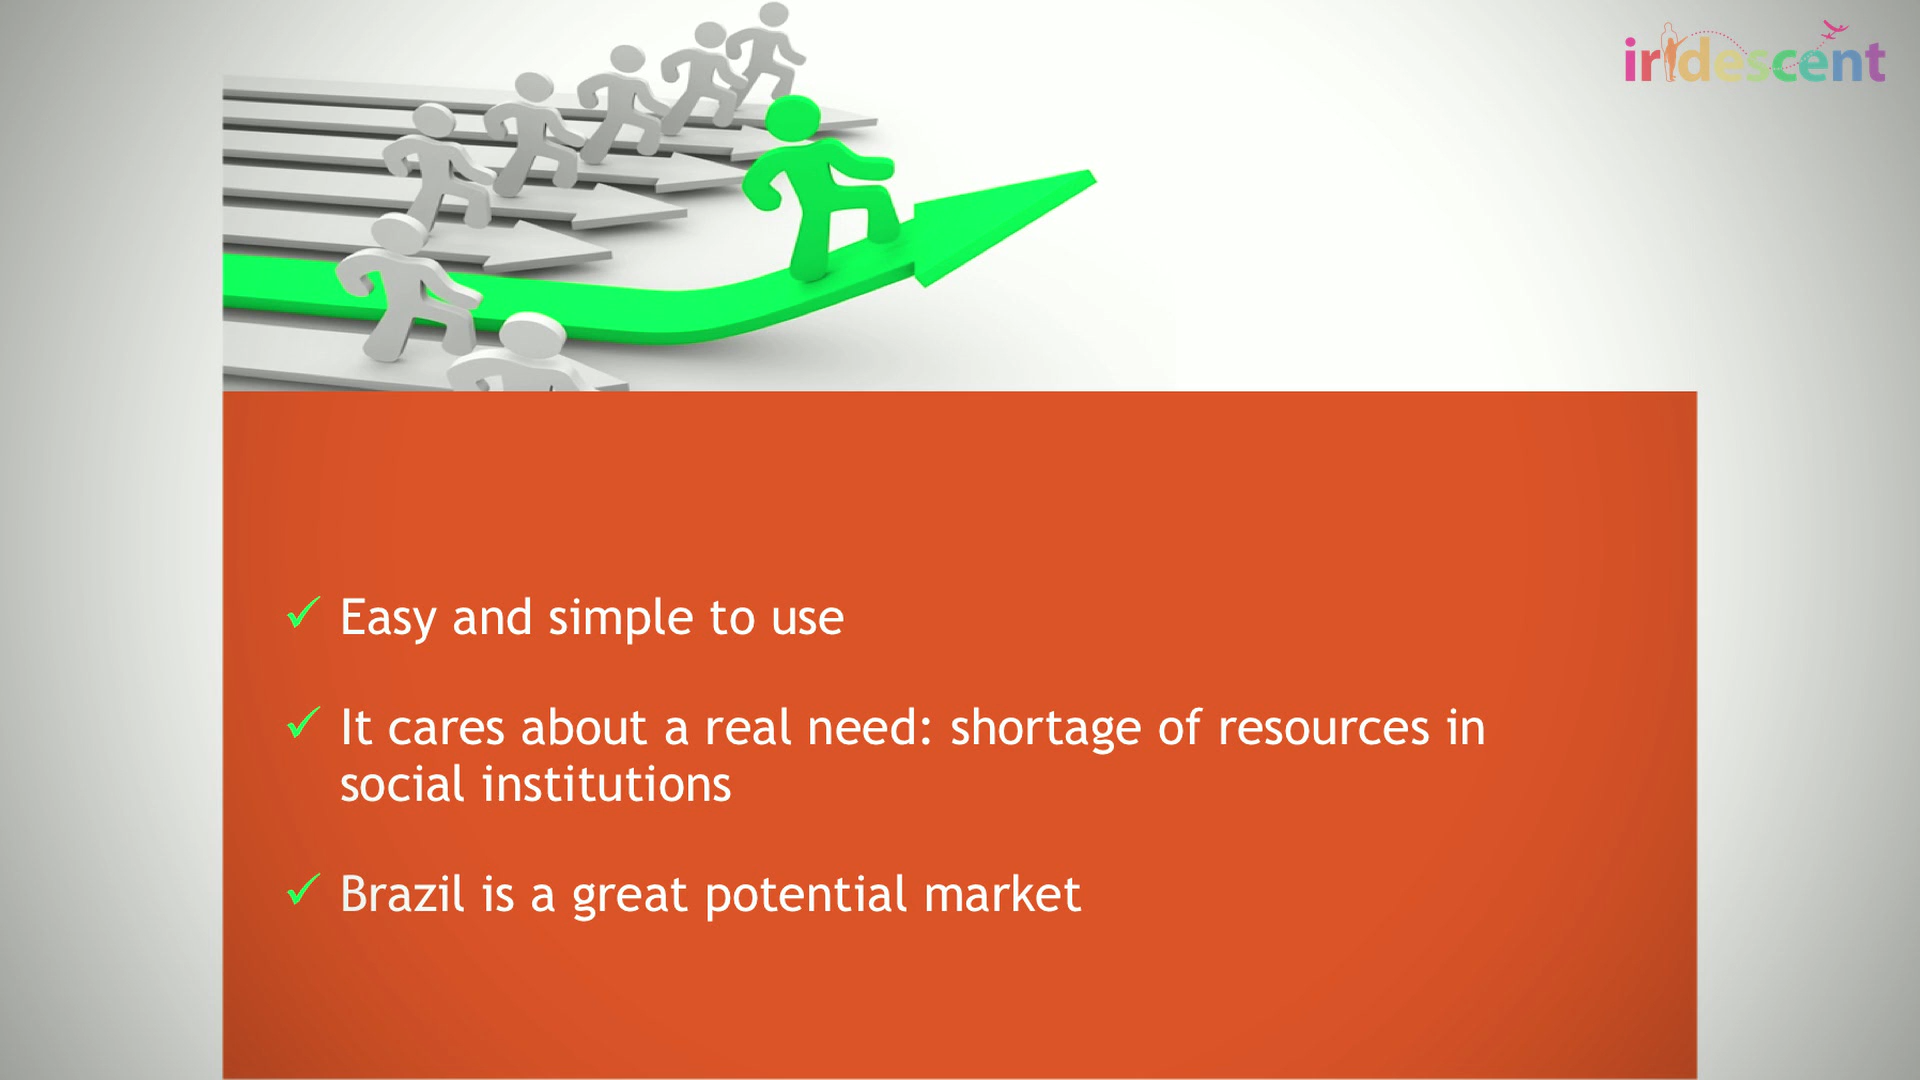 iridescent
Easy and simple to use
It cares about a real need: shortage of resources in
social institutions
Brazil is a great potential market